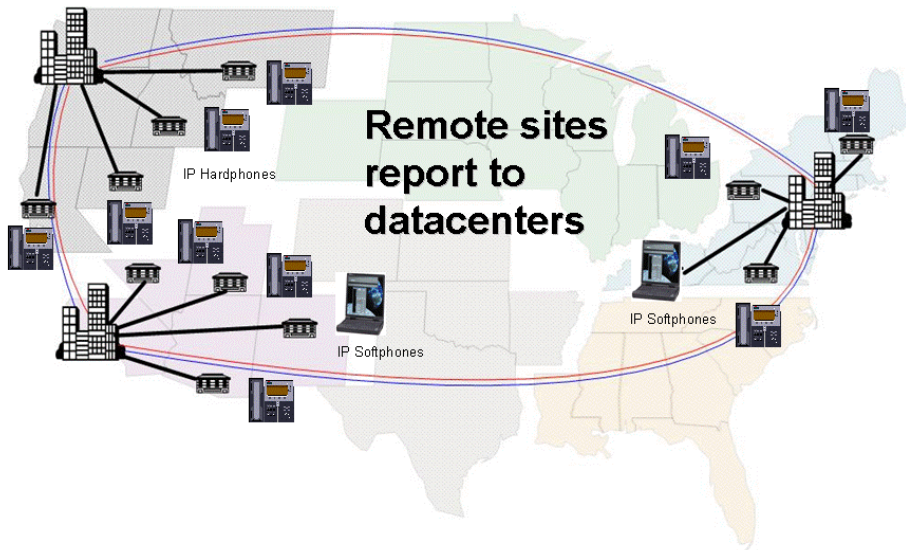 Remote sites
report to
datacenters
IP Hardphones
IP Softphones
IP Softphones